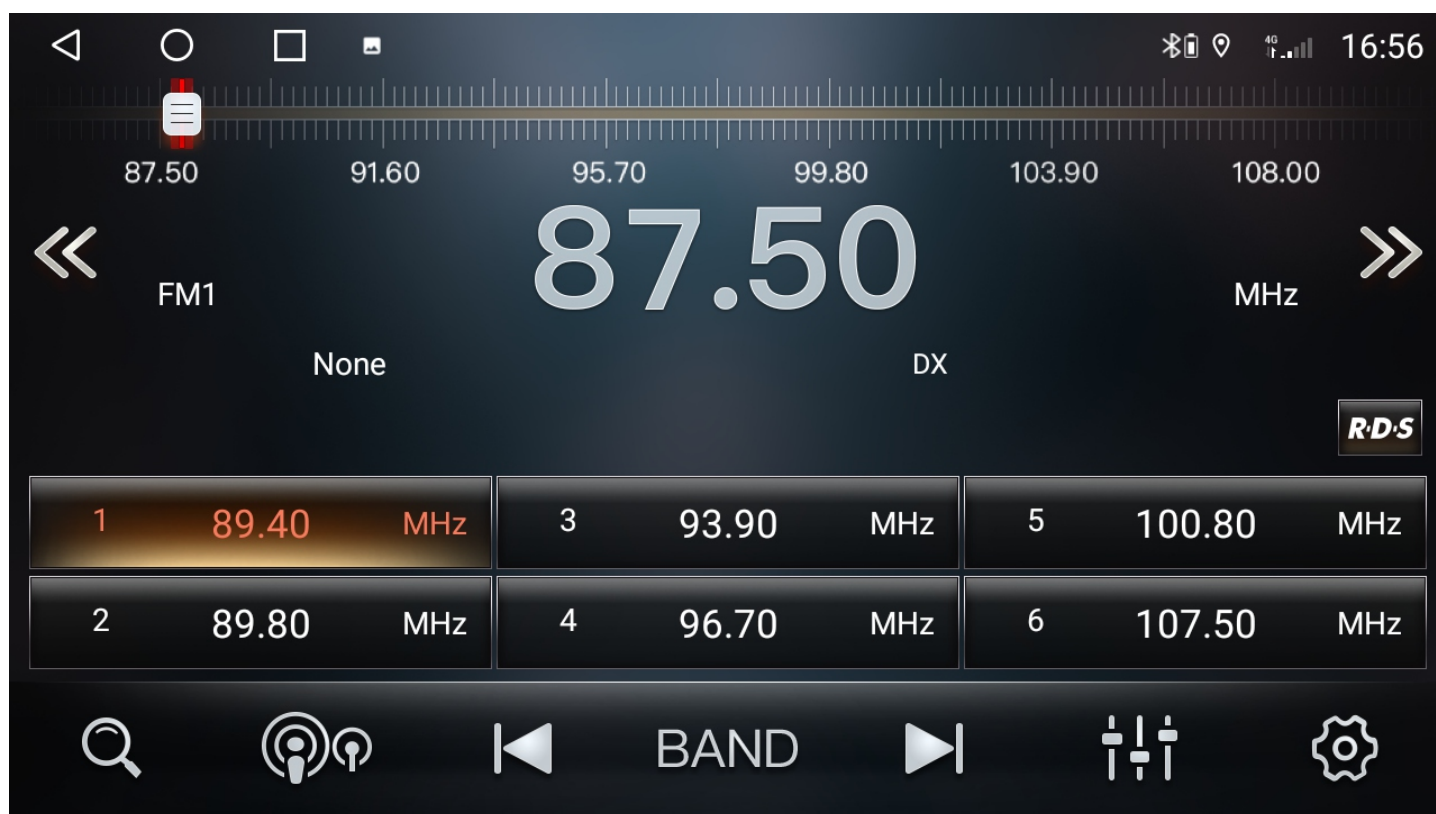 4G 16:56
87.50 91.60 95.70 99.80 103.90 108.00
87.50
FM1 MHz
None DX
R·D·S
1 89.40 MHz 3 93.90 MHz 5 100.80 MHz
2 89.80 MHz 4 96.70 MHz 6 107.50 MHz
BAND